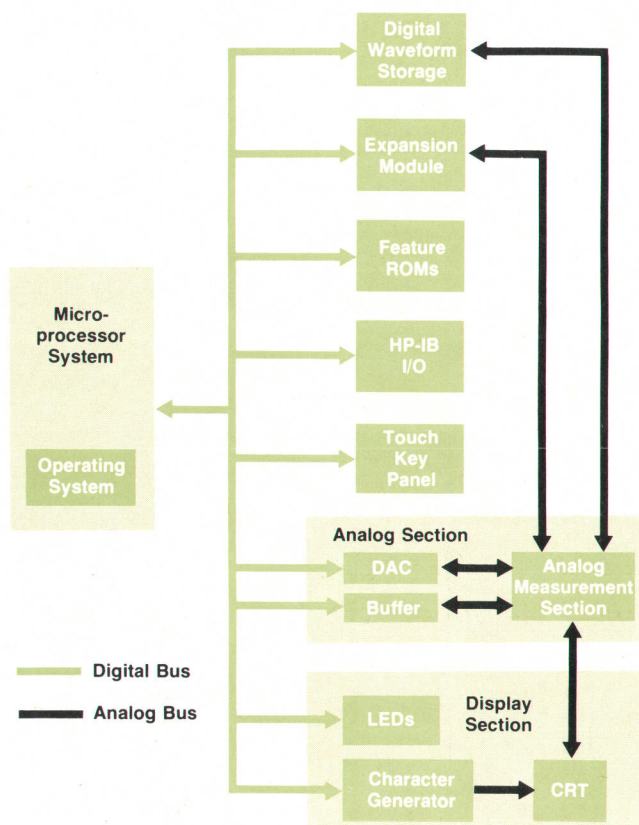 Digital
Waveform
Storage
Expansion
Module
Feature
ROMs
Micro-
processor
System
HP-IB
I/O
Operating
System
Touch
Key
Panel
Analog Section
DAC
Buffer
Analog
Measurement
Section
Digital Bus
Analog Bus
LEDs
Display
Section
Character
Generator
CRT